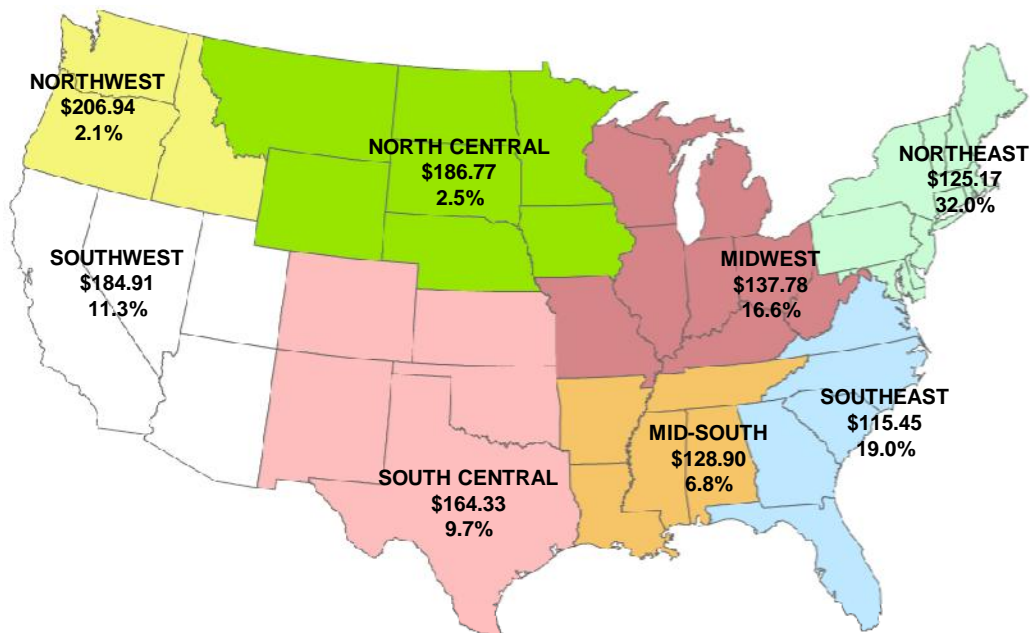 NORTHWEST
$206.94
2.1%
NORTH CENTRAL
$186.77
2.5%
NORTHEAST
$125.17
32.0%
SOUTHWEST
$184.91
11.3%
MIDWEST
$137.78
16.6%
SOUTHEAST
$115.45
19.0%
MID-SOUTH
$128.90
6.8%
SOUTH CENTRAL
$164.33
9.7%